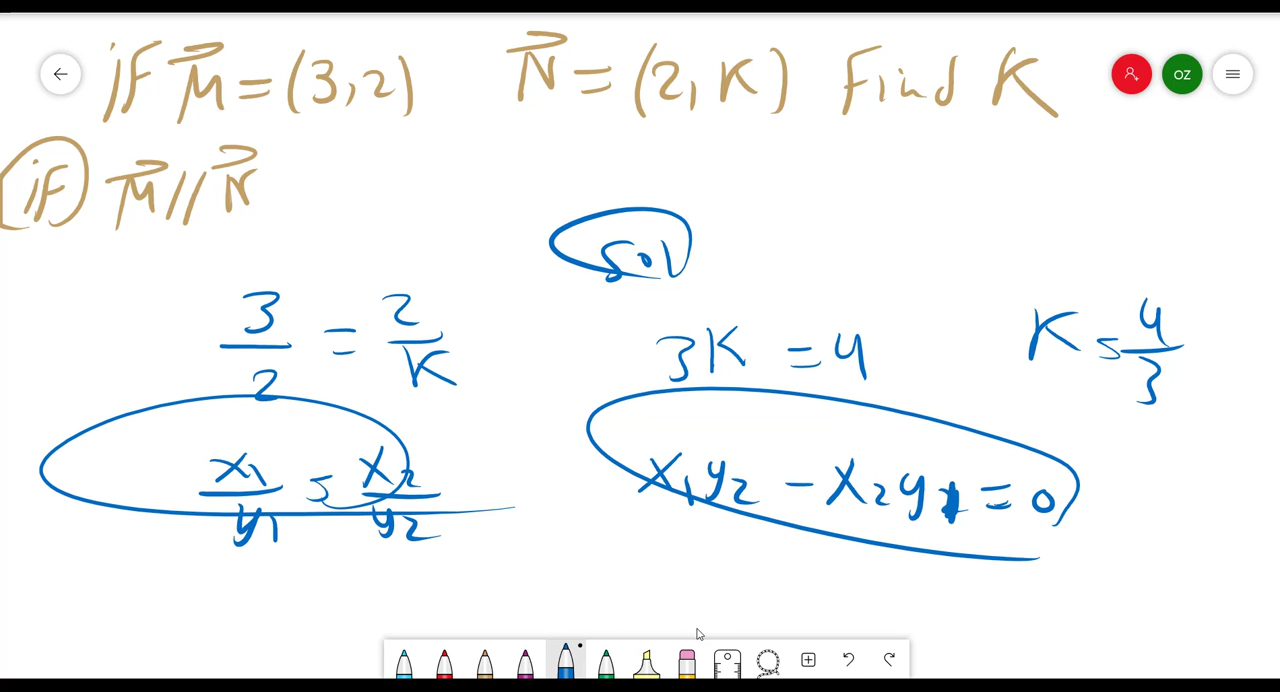 if M⃗ = (3,2) N⃗ = (2, K) Find K
OZ
if M⃗ // N⃗
Sol
3/2 = 2/K 3K = 4 K = 4/3
x₁/y₁ = x₂/y₂ x₁y₂ - x₂y₁ = 0